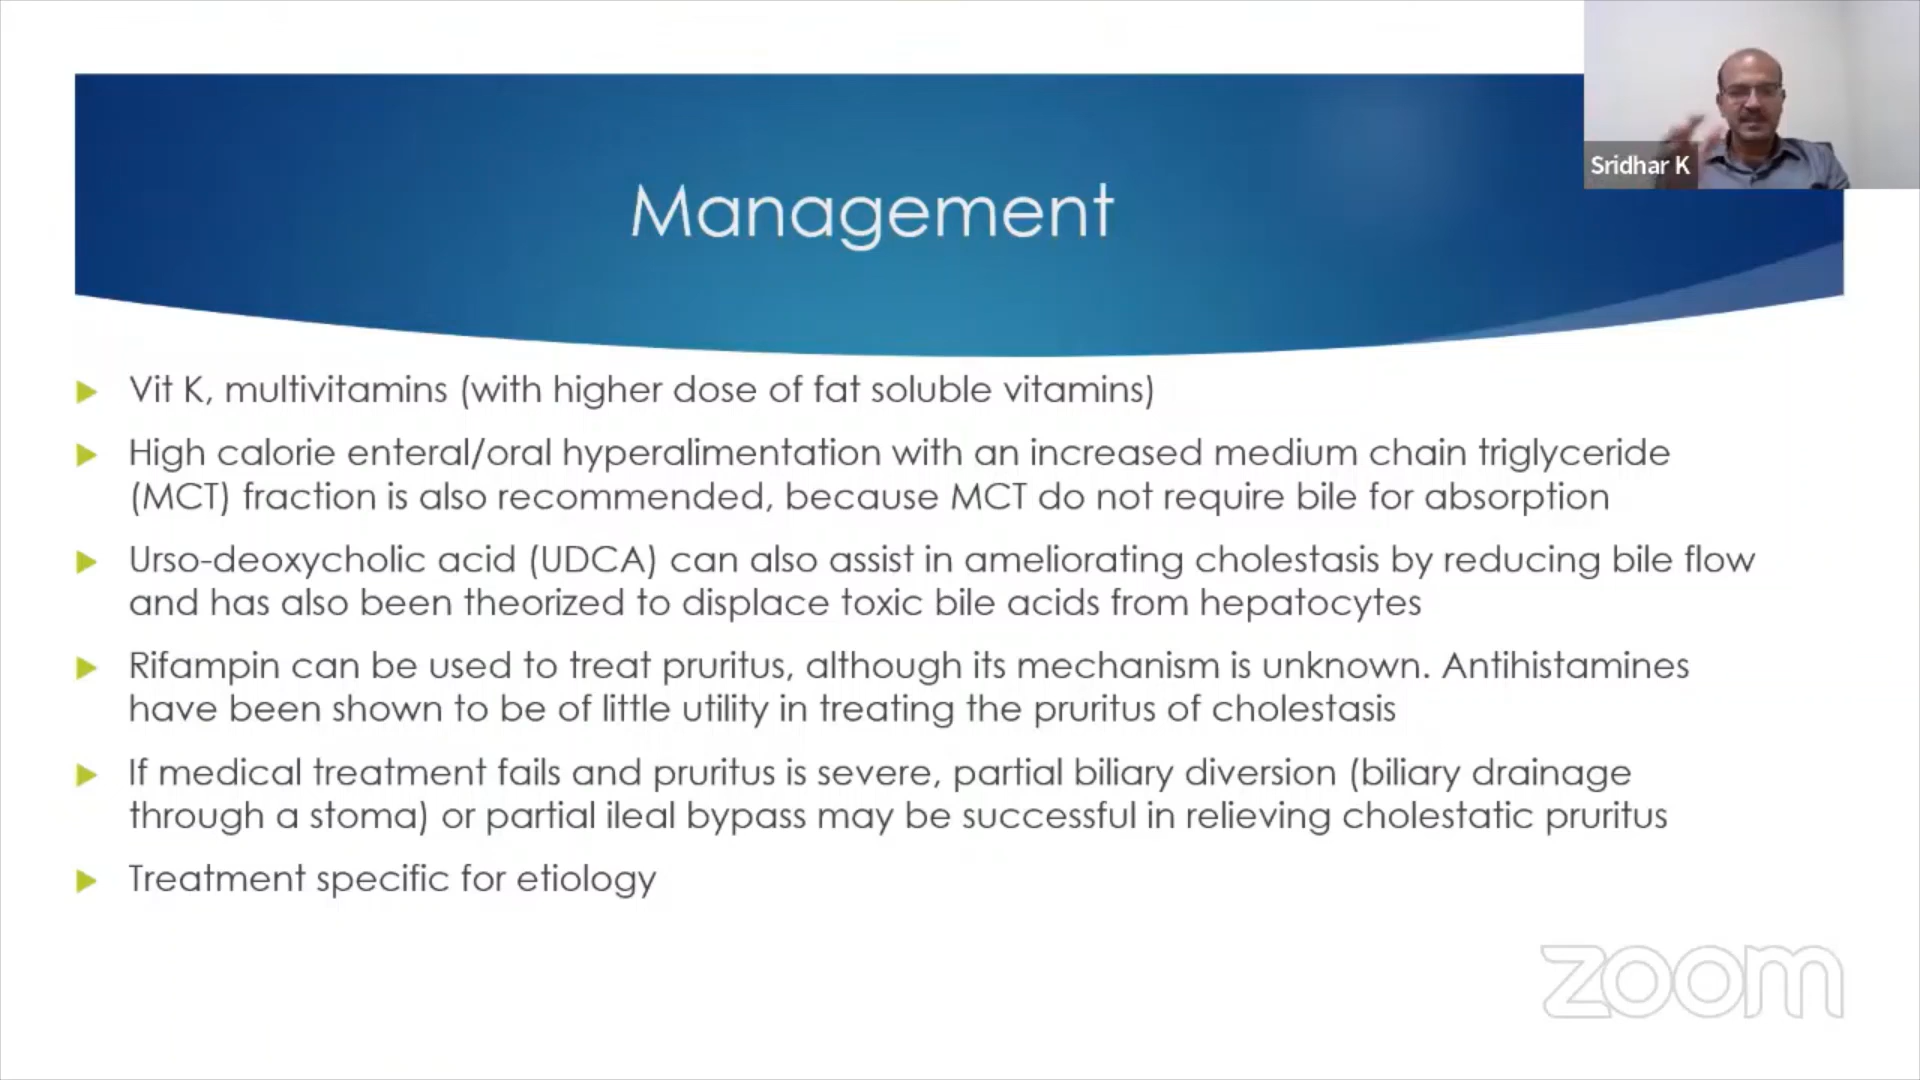 Sridhar K
Management
Vit K, multivitamins (with higher dose of fat soluble vitamins)
High calorie enteral/oral hyperalimentation with an increased medium chain triglyceride
(MCT) fraction is also recommended, because MCT do not require bile for absorption
Urso-deoxycholic acid (UDCA) can also assist in ameliorating cholestasis by reducing bile flow
and has also been theorized to displace toxic bile acids from hepatocytes
Rifampin can be used to treat pruritus, although its mechanism is unknown. Antihistamines
have been shown to be of little utility in treating the pruritus of cholestasis
If medical treatment fails and pruritus is severe, partial biliary diversion (biliary drainage
through a stoma) or partial ileal bypass may be successful in relieving cholestatic pruritus
Treatment specific for etiology
zoom